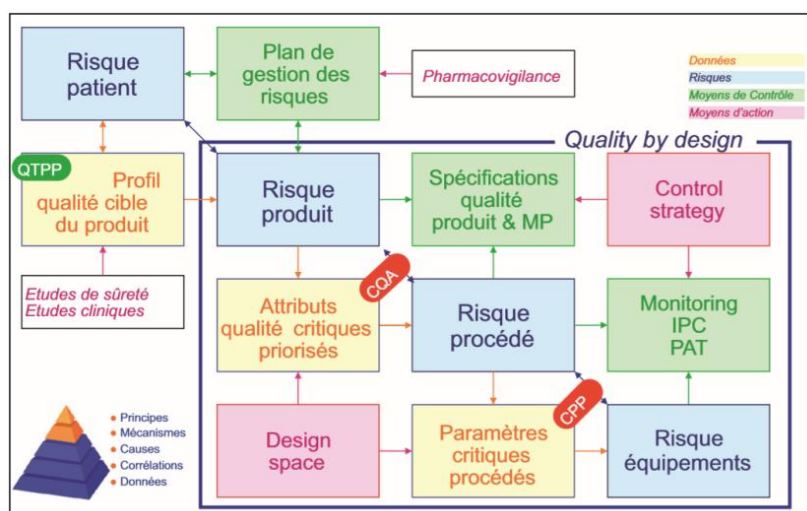 Risque
patient
Plan de
gestion des
risques
Pharmacovigilance
Données
Risques
Moyens de Contrôle
Moyens d'action
Quality by design
QTPP
Profil
qualité cible
du produit
Risque
produit
Spécifications
qualité
produit & MP
Control
strategy
Etudes de sûreté
Etudes cliniques
CQA
Attributs
qualité critiques
priorisés
Risque
procédé
Monitoring
IPC
PAT
CPP
Principes
Mécanismes
Causes
Corrélations
Données
Design
space
Paramètres
critiques
procédés
Risque
équipements